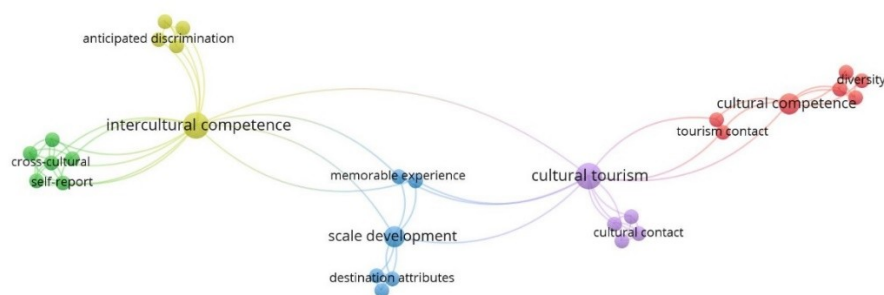 anticipated discrimination
diversity
cultural competence
intercultural competence
tourism contact
cross-cultural
memorable experience
cultural tourism
self-report
cultural contact
scale development
destination attributes